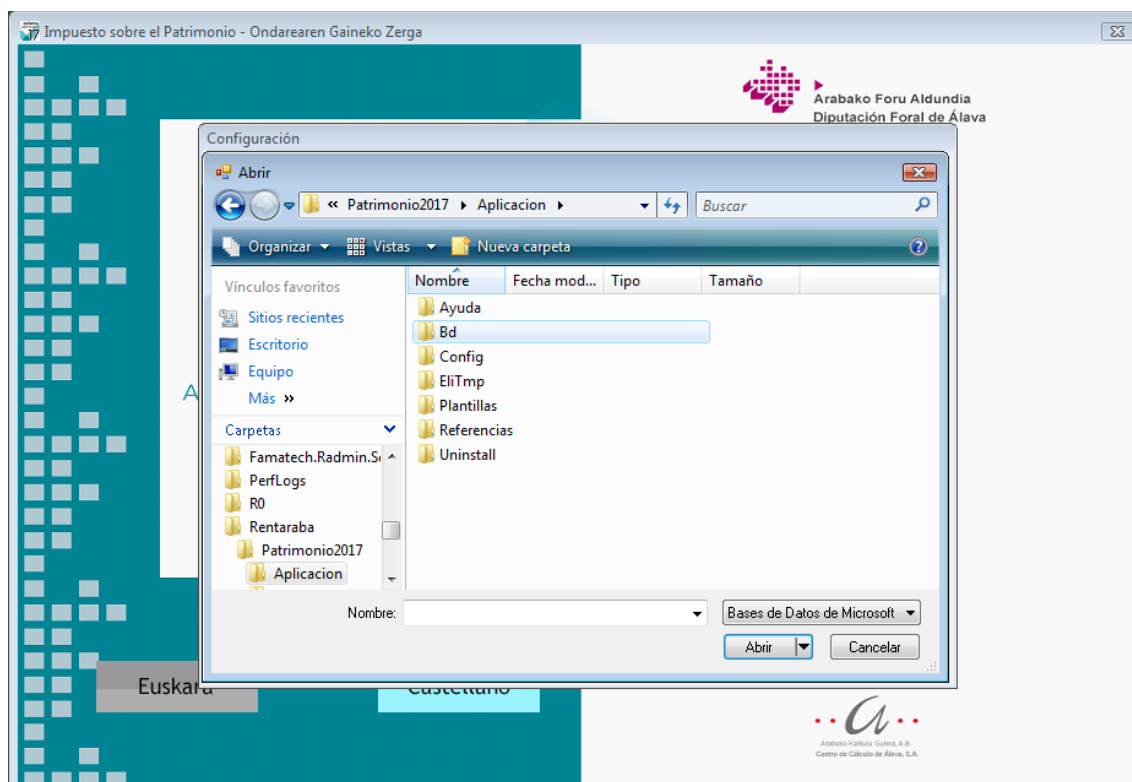 Impuesto sobre el Patrimonio - Ondarearen Gaineko Zerga
Arabako Foru Aldundia
Diputación Foral de Álava
Configuración
Abrir
« Patrimonio2017 Aplicacion
Buscar
Organizar Vistas Nueva carpeta
Vínculos favoritos
Sitios recientes
Escritorio
Equipo
Más »
Carpetas
Famatech.Radmin.S
PerfLogs
R0
Rentaraba
Patrimonio2017
Aplicacion
Nombre Fecha mod... Tipo Tamaño
Ayuda
Bd
Config
EliTmp
Plantillas
Referencias
Uninstall
A
Nombre:
Bases de Datos de Microsoft
Abrir Cancelar
Euskara Castellano
Arabako Kalkulu Gunea, A.B.
Centro de Cálculo de Álava, S.A.